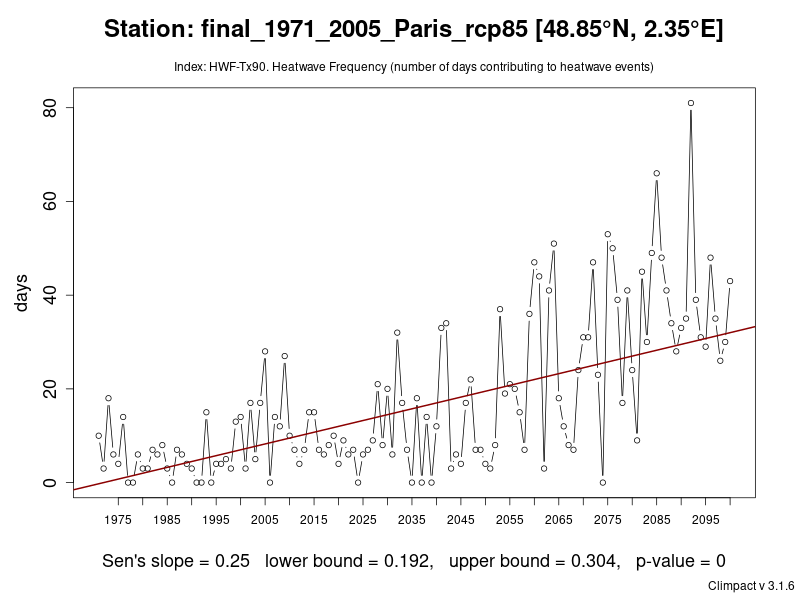 Station: final_1971_2005_Paris_rcp85 [48.85°N, 2.35°E]
Index: HWF-Tx90. Heatwave Frequency (number of days contributing to heatwave events)
80
60
40
20
0
days
1975 1985 1995 2005 2015 2025 2035 2045 2055 2065 2075 2085 2095
Sen's slope = 0.25 lower bound = 0.192, upper bound = 0.304, p-value = 0
Climpact v 3.1.6